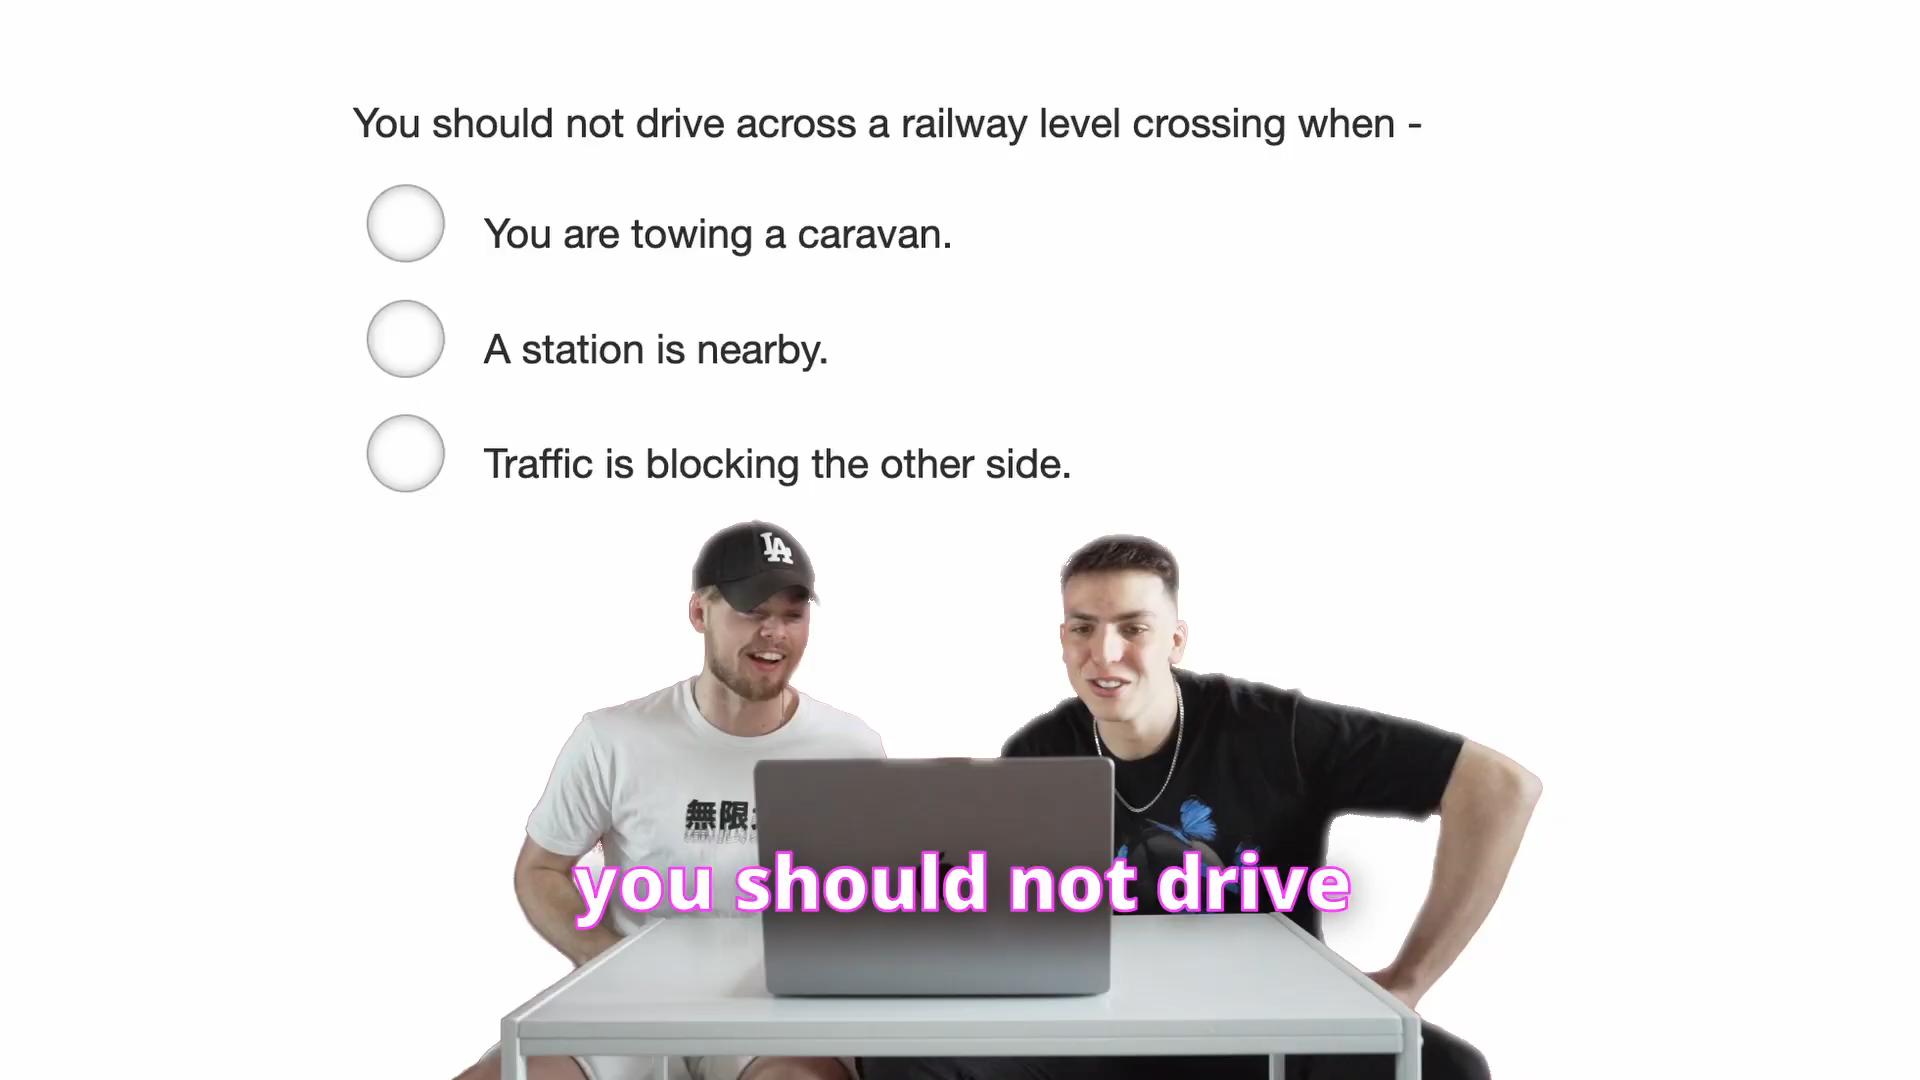 You should not drive across a railway level crossing when -
You are towing a caravan.
A station is nearby.
Traffic is blocking the other side.
LA
無限
you should not drive